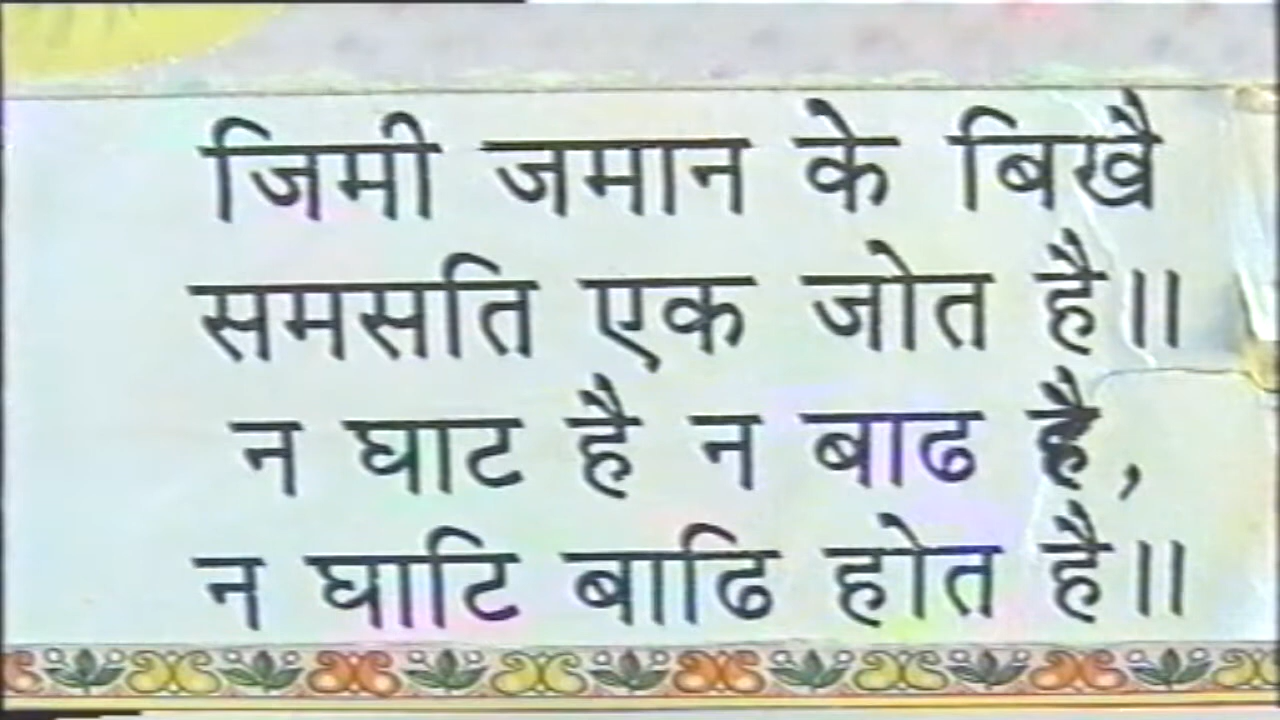 जिमी जमान के बिखै
समसति एक जोत है॥
न घाट है न बाढ है,
न घाटि बाढि होत है॥